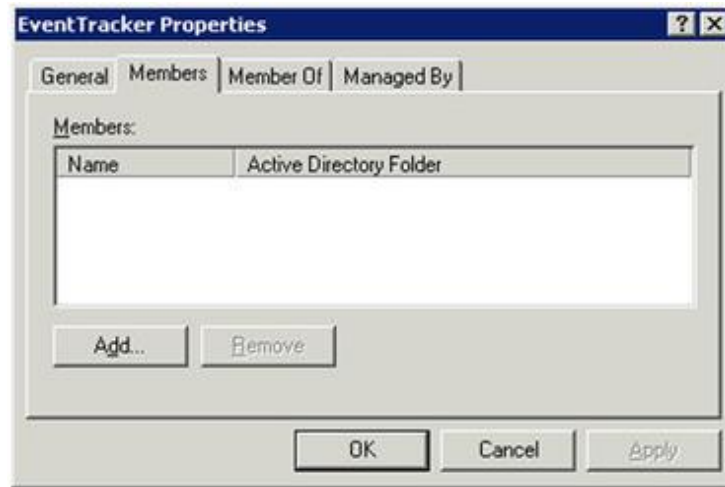 EventTracker Properties ? X
General Members Member Of Managed By
Members:
Name Active Directory Folder
Add... Remove
OK Cancel Apply